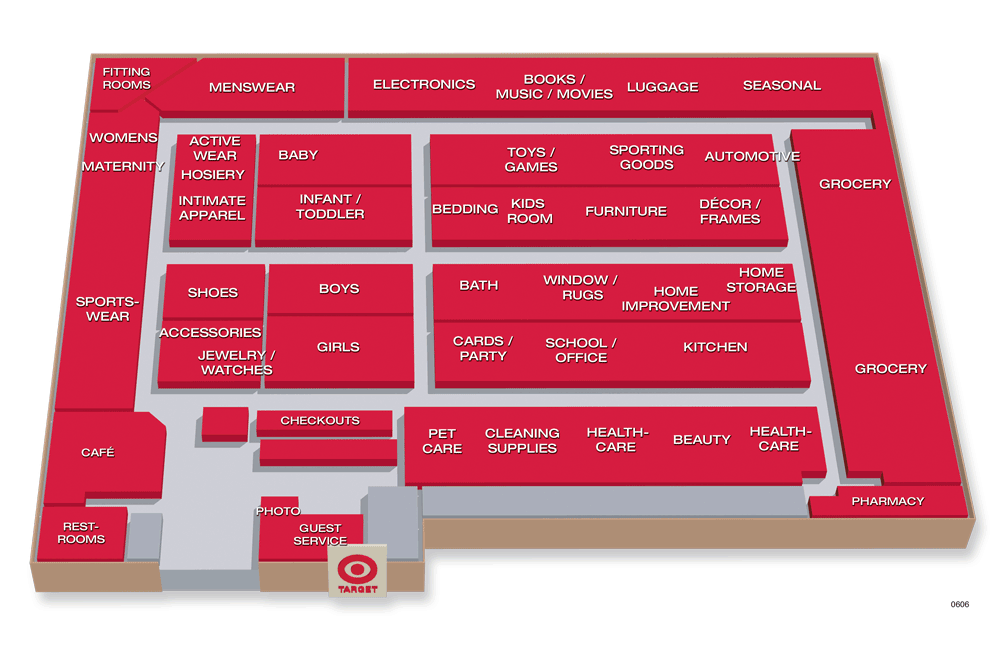 FITTING
ROOMS
MENSWEAR
ELECTRONICS
BOOKS /
MUSIC / MOVIES
LUGGAGE
SEASONAL
WOMENS
MATERNITY
ACTIVE
WEAR
HOSIERY
INTIMATE
APPAREL
BABY
INFANT /
TODDLER
TOYS /
GAMES
SPORTING
GOODS
AUTOMOTIVE
GROCERY
BEDDING
KIDS
ROOM
FURNITURE
DÉCOR /
FRAMES
SPORTS-
WEAR
SHOES
BOYS
BATH
WINDOW /
RUGS
HOME
IMPROVEMENT
HOME
STORAGE
ACCESSORIES
JEWELRY /
WATCHES
GIRLS
CARDS /
PARTY
SCHOOL /
OFFICE
KITCHEN
GROCERY
CAFÉ
CHECKOUTS
PET
CARE
CLEANING
SUPPLIES
HEALTH-
CARE
BEAUTY
HEALTH-
CARE
PHARMACY
REST-
ROOMS
PHOTO
GUEST
SERVICE
TARGET
0606